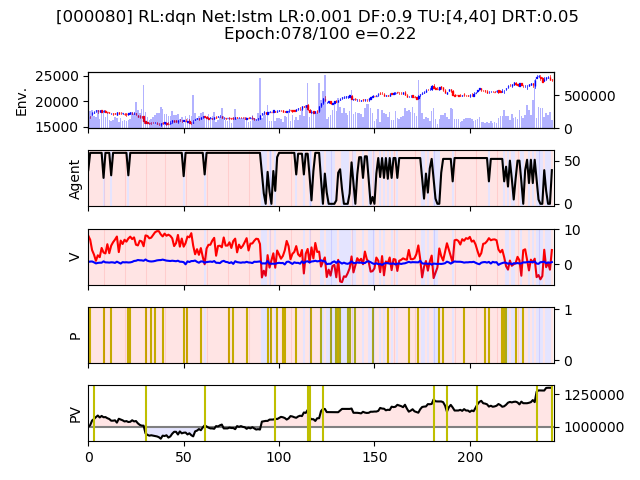 [000080] RL:dqn Net:lstm LR:0.001 DF:0.9 TU:[4,40] DRT:0.05
Epoch:078/100 e=0.22
Env.
25000
20000
15000
500000
0
Agent
50
0
V
10
0
P
1
0
PV
1250000
1000000
0 50 100 150 200